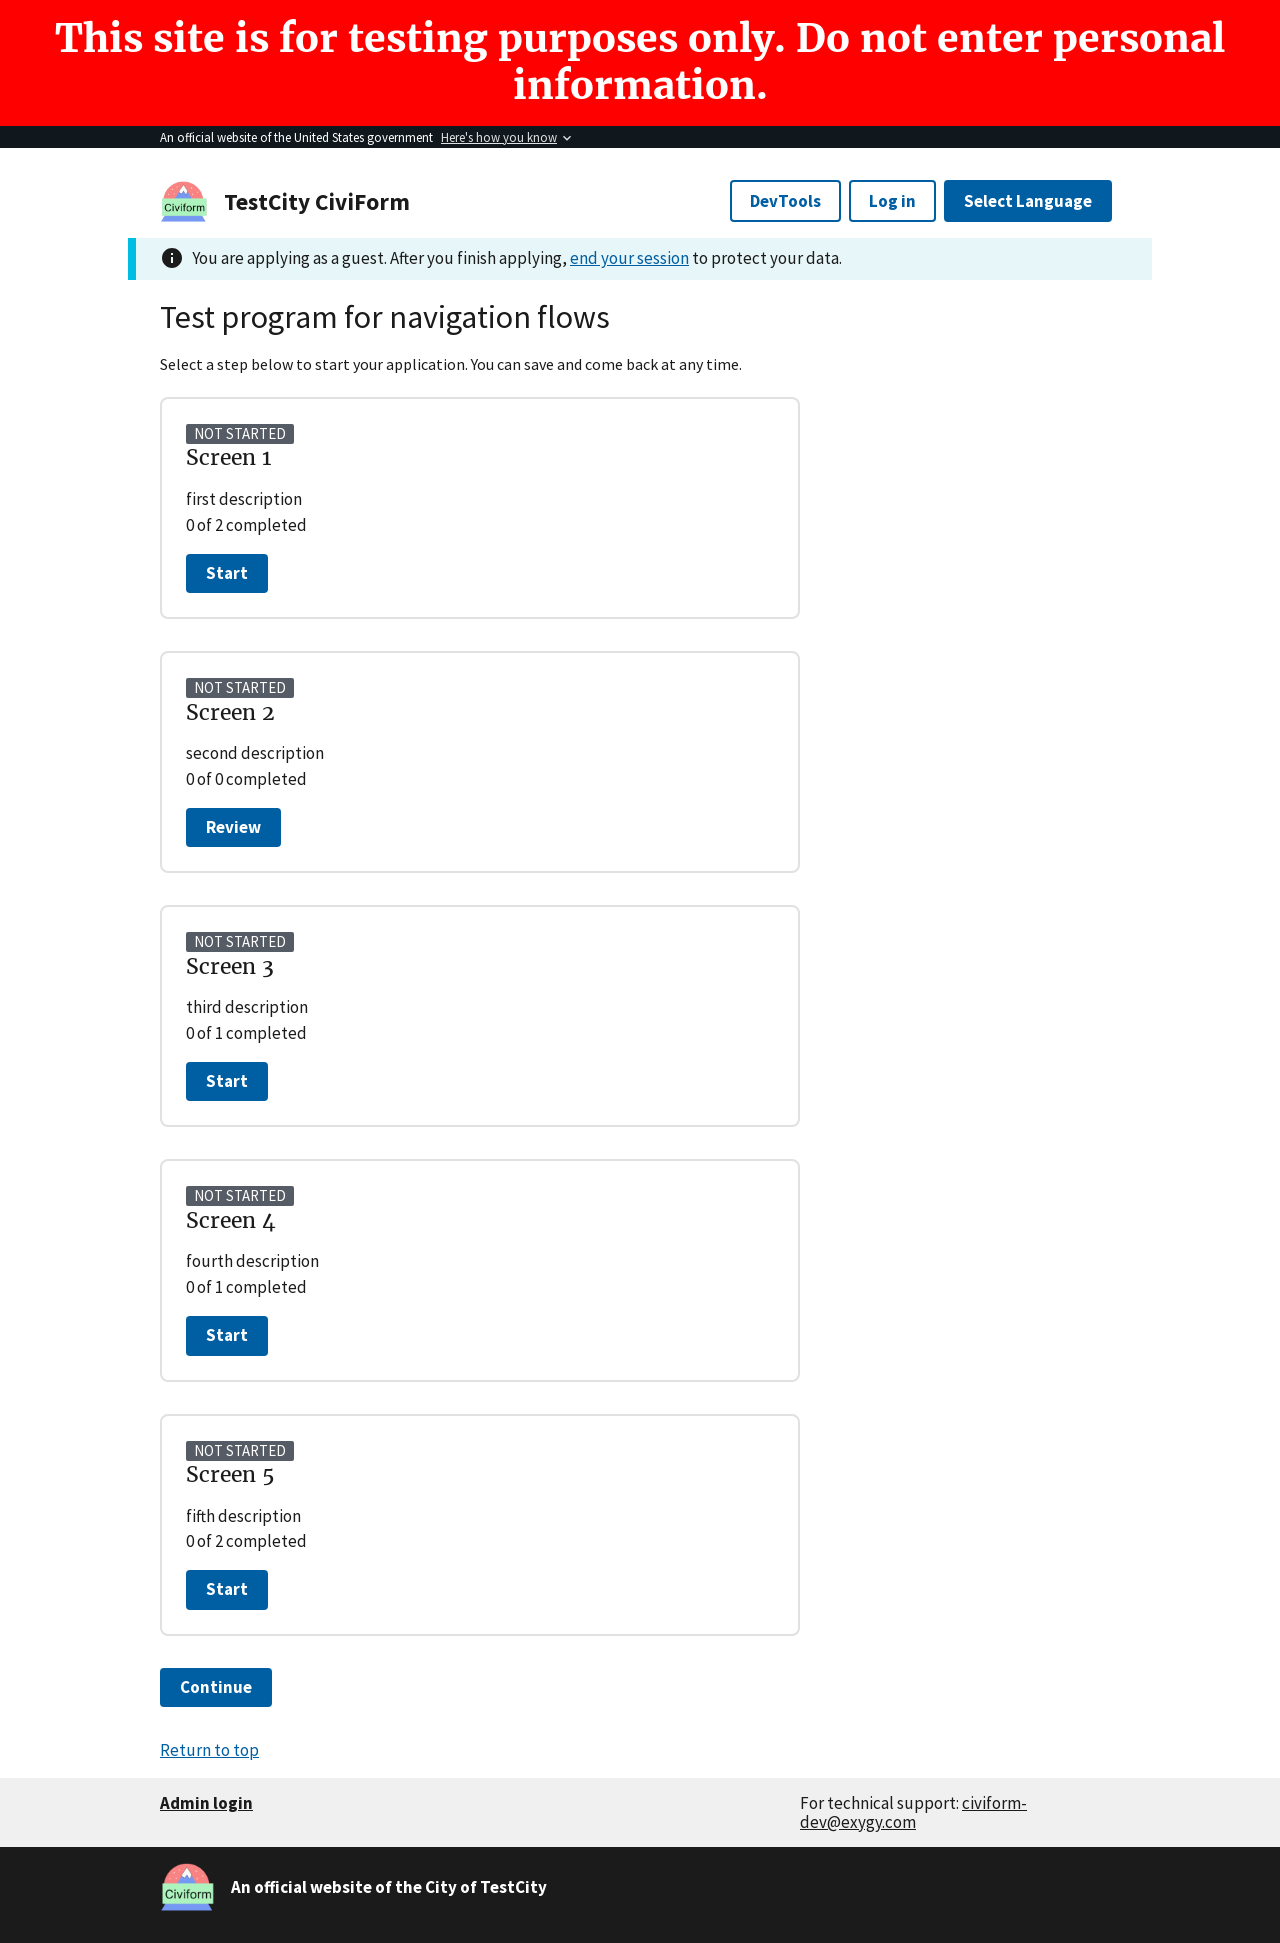 This site is for testing purposes only. Do not enter personal
information.
An official website of the United States government Here's how you know
Civiform
TestCity CiviForm
DevTools
Log in
Select Language
You are applying as a guest. After you finish applying, end your session to protect your data.
Test program for navigation flows
Select a step below to start your application. You can save and come back at any time.
NOT STARTED
Screen 1
first description
0 of 2 completed
Start
NOT STARTED
Screen 2
second description
0 of 0 completed
Review
NOT STARTED
Screen 3
third description
0 of 1 completed
Start
NOT STARTED
Screen 4
fourth description
0 of 1 completed
Start
NOT STARTED
Screen 5
fifth description
0 of 2 completed
Start
Continue
Return to top
Admin login
For technical support: civiform-
dev@exygy.com
Civiform
An official website of the City of TestCity